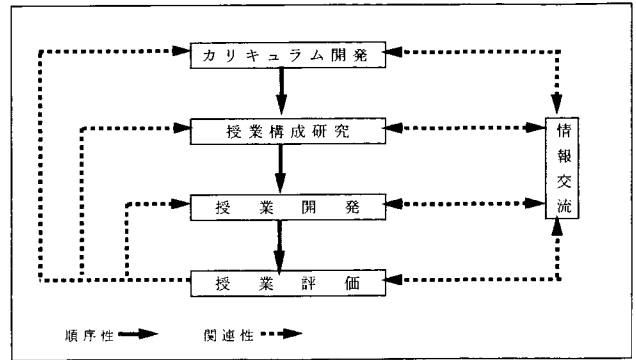 カリキュラム開発
授業構成研究
授業開発
授業評価
情報交流
順序性
関連性